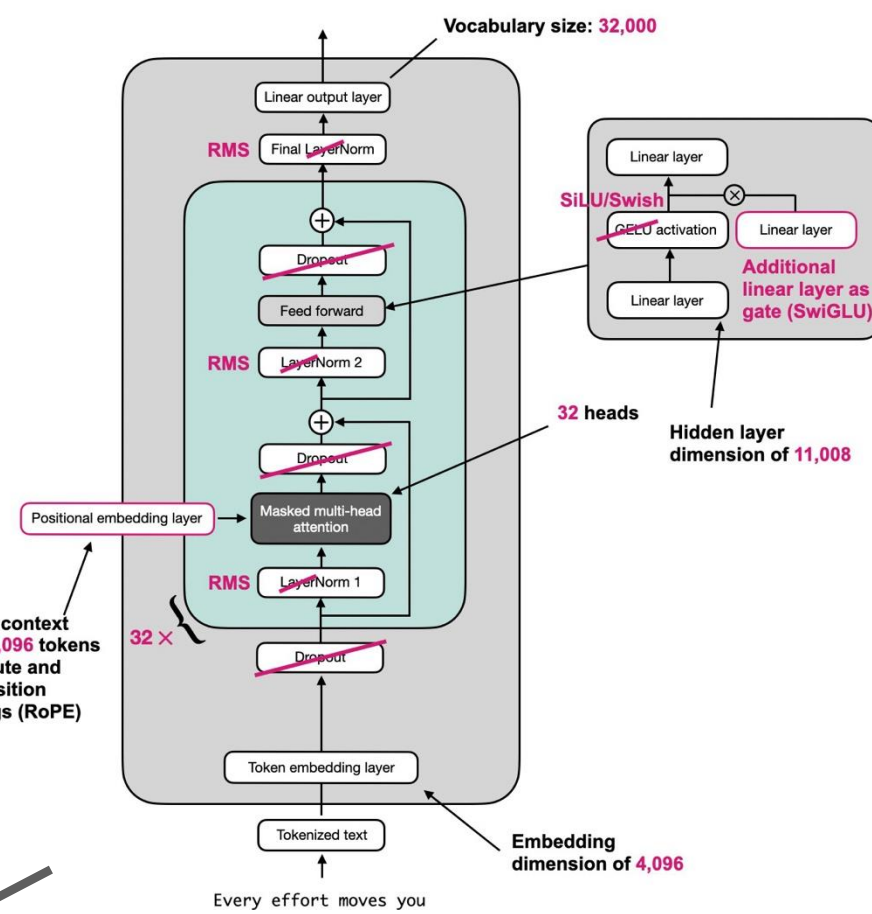 Vocabulary size: 32,000
Linear output layer
RMS
Final LayerNorm
Dropout
Feed forward
RMS
LayerNorm 2
Dropout
Masked multi-head
attention
Positional embedding layer
RMS
LayerNorm 1
32 ×
Dropout
context
096 tokens
and
(RoPE)
Token embedding layer
Tokenized text
Every effort moves you
Linear layer
SiLU/Swish
GELU activation
Linear layer
Additional
linear layer as
gate (SwiGLU)
Linear layer
32 heads
Hidden layer
dimension of 11,008
Embedding
dimension of 4,096